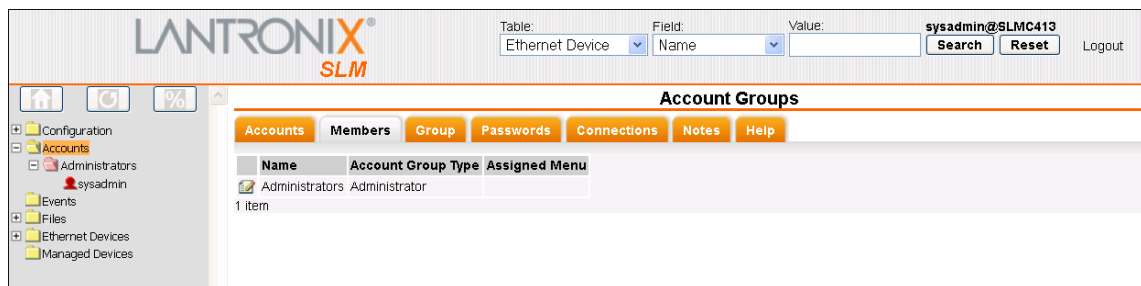 LANTRONIX®
SLM
Table: Field: Value: sysadmin@SLMC413
Ethernet Device Name Search Reset Logout
Account Groups
Configuration
Accounts
Administrators
sysadmin
Events
Files
Ethernet Devices
Managed Devices
Accounts Members Group Passwords Connections Notes Help
Name Account Group Type Assigned Menu
Administrators Administrator
1 item